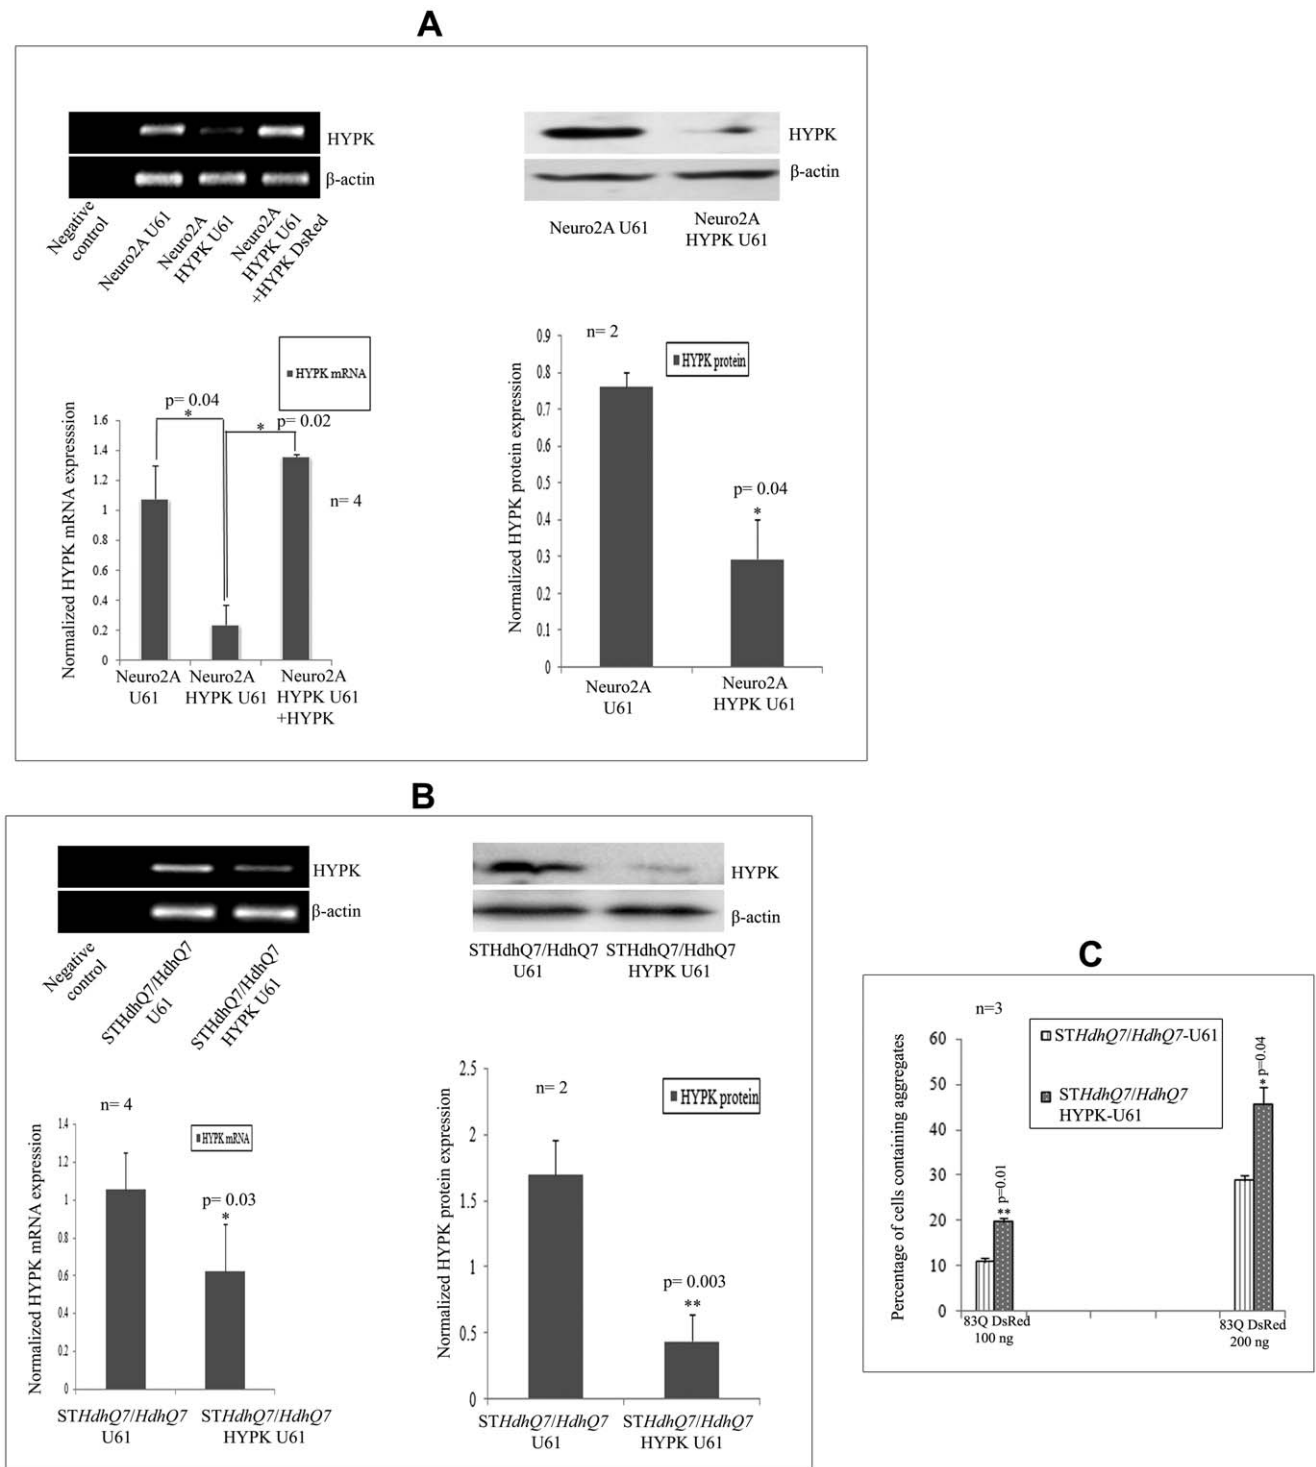 A
HYPK
β-actin
Negative
control
Neuro2A U61
Neuro2A
HYPK U61
Neuro2A
HYPK U61
+HYPK DsRed
HYPK
β-actin
Neuro2A U61
Neuro2A
HYPK U61
HYPK mRNA
p= 0.04
*
p= 0.02
*
n= 4
Normalized HYPK mRNA expresssion
1.6
1.4
1.2
1
0.8
0.6
0.4
0.2
0
Neuro2A
U61
Neuro2A
HYPK U61
Neuro2A
HYPK U61
+HYPK
n= 2
HYPK protein
p= 0.04
*
Normalized HYPK protein expression
0.9
0.8
0.7
0.6
0.5
0.4
0.3
0.2
0.1
0
Neuro2A
U61
Neuro2A
HYPK U61
B
HYPK
β-actin
Negative
control
STHdhQ7/HdhQ7
U61
STHdhQ7/HdhQ7
HYPK U61
HYPK
β-actin
STHdhQ7/HdhQ7
U61
STHdhQ7/HdhQ7
HYPK U61
n= 4
HYPK mRNA
p= 0.03
*
Normalized HYPK mRNA expression
1.4
1.2
1
0.8
0.6
0.4
0.2
0
STHdhQ7/HdhQ7
U61
STHdhQ7/HdhQ7
HYPK U61
n= 2
HYPK protein
p= 0.003
**
Normalized HYPK protein expression
2.5
2
1.5
1
0.5
0
STHdhQ7/HdhQ7
U61
STHdhQ7/HdhQ7
HYPK U61
C
n=3
STHdhQ7/HdhQ7-U61
STHdhQ7/HdhQ7
HYPK-U61
Percentage of cells containing aggregates
60
50
40
30
20
10
0
** p=0.01
* p=0.04
83Q DsRed
100 ng
83Q DsRed
200 ng